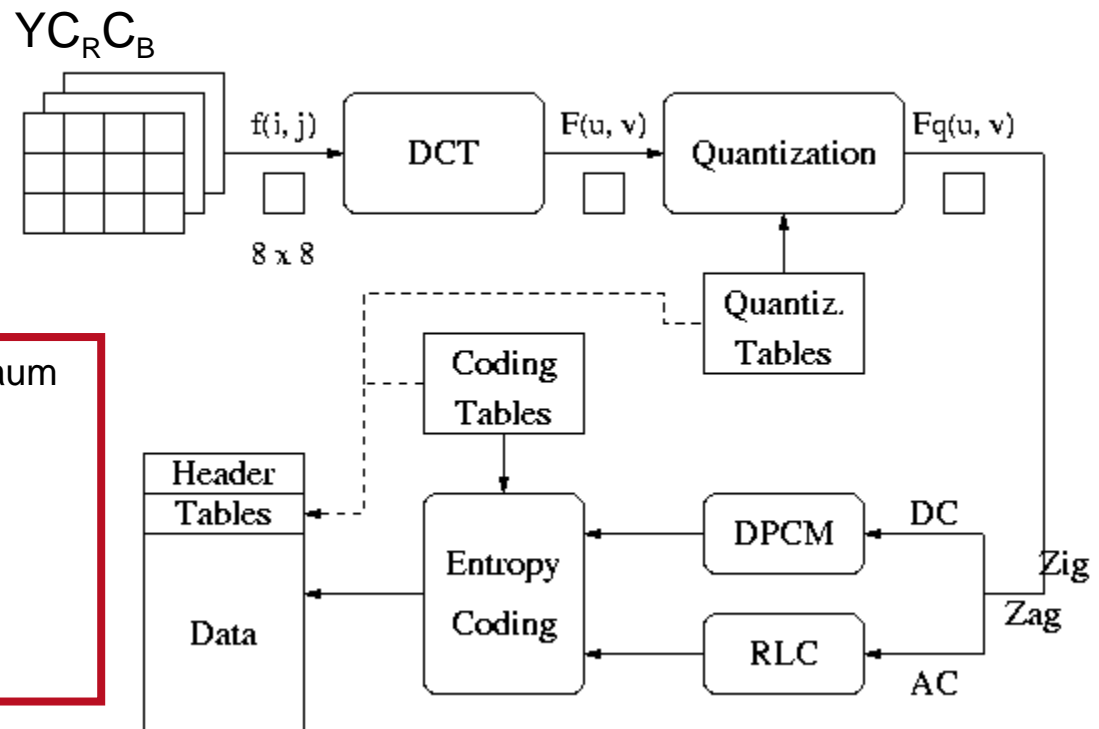 YCRCB
f(i, j)
DCT
F(u, v)
Quantization
Fq(u, v)
8 x 8
Quantiz.
Tables
Coding
Tables
Header
Tables
Data
Entropy
Coding
DPCM
DC
RLC
AC
Zig
Zag